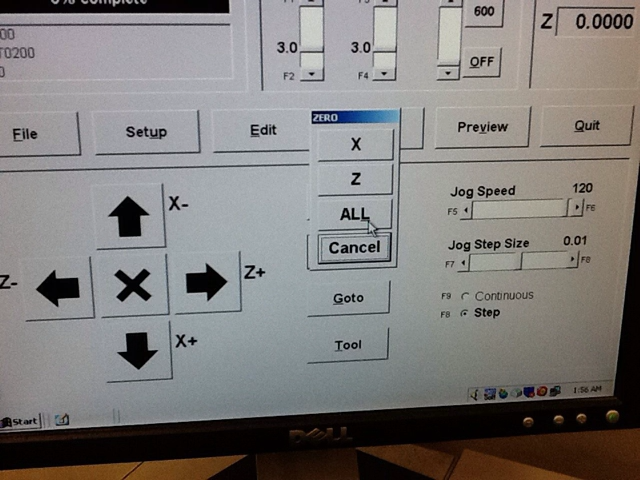 0% Complete
00
T0200
0
3.0
F2
3.0
F4
600
OFF
Z 0.0000
File
Setup
Edit
Preview
Quit
ZERO
X
Z
ALL
Cancel
X-
Z-
Z+
X+
Goto
Tool
Jog Speed 120
F5
F6
Jog Step Size 0.01
F7
F8
F9 Continuous
F8 Step
Start
1:56 AM
DELL